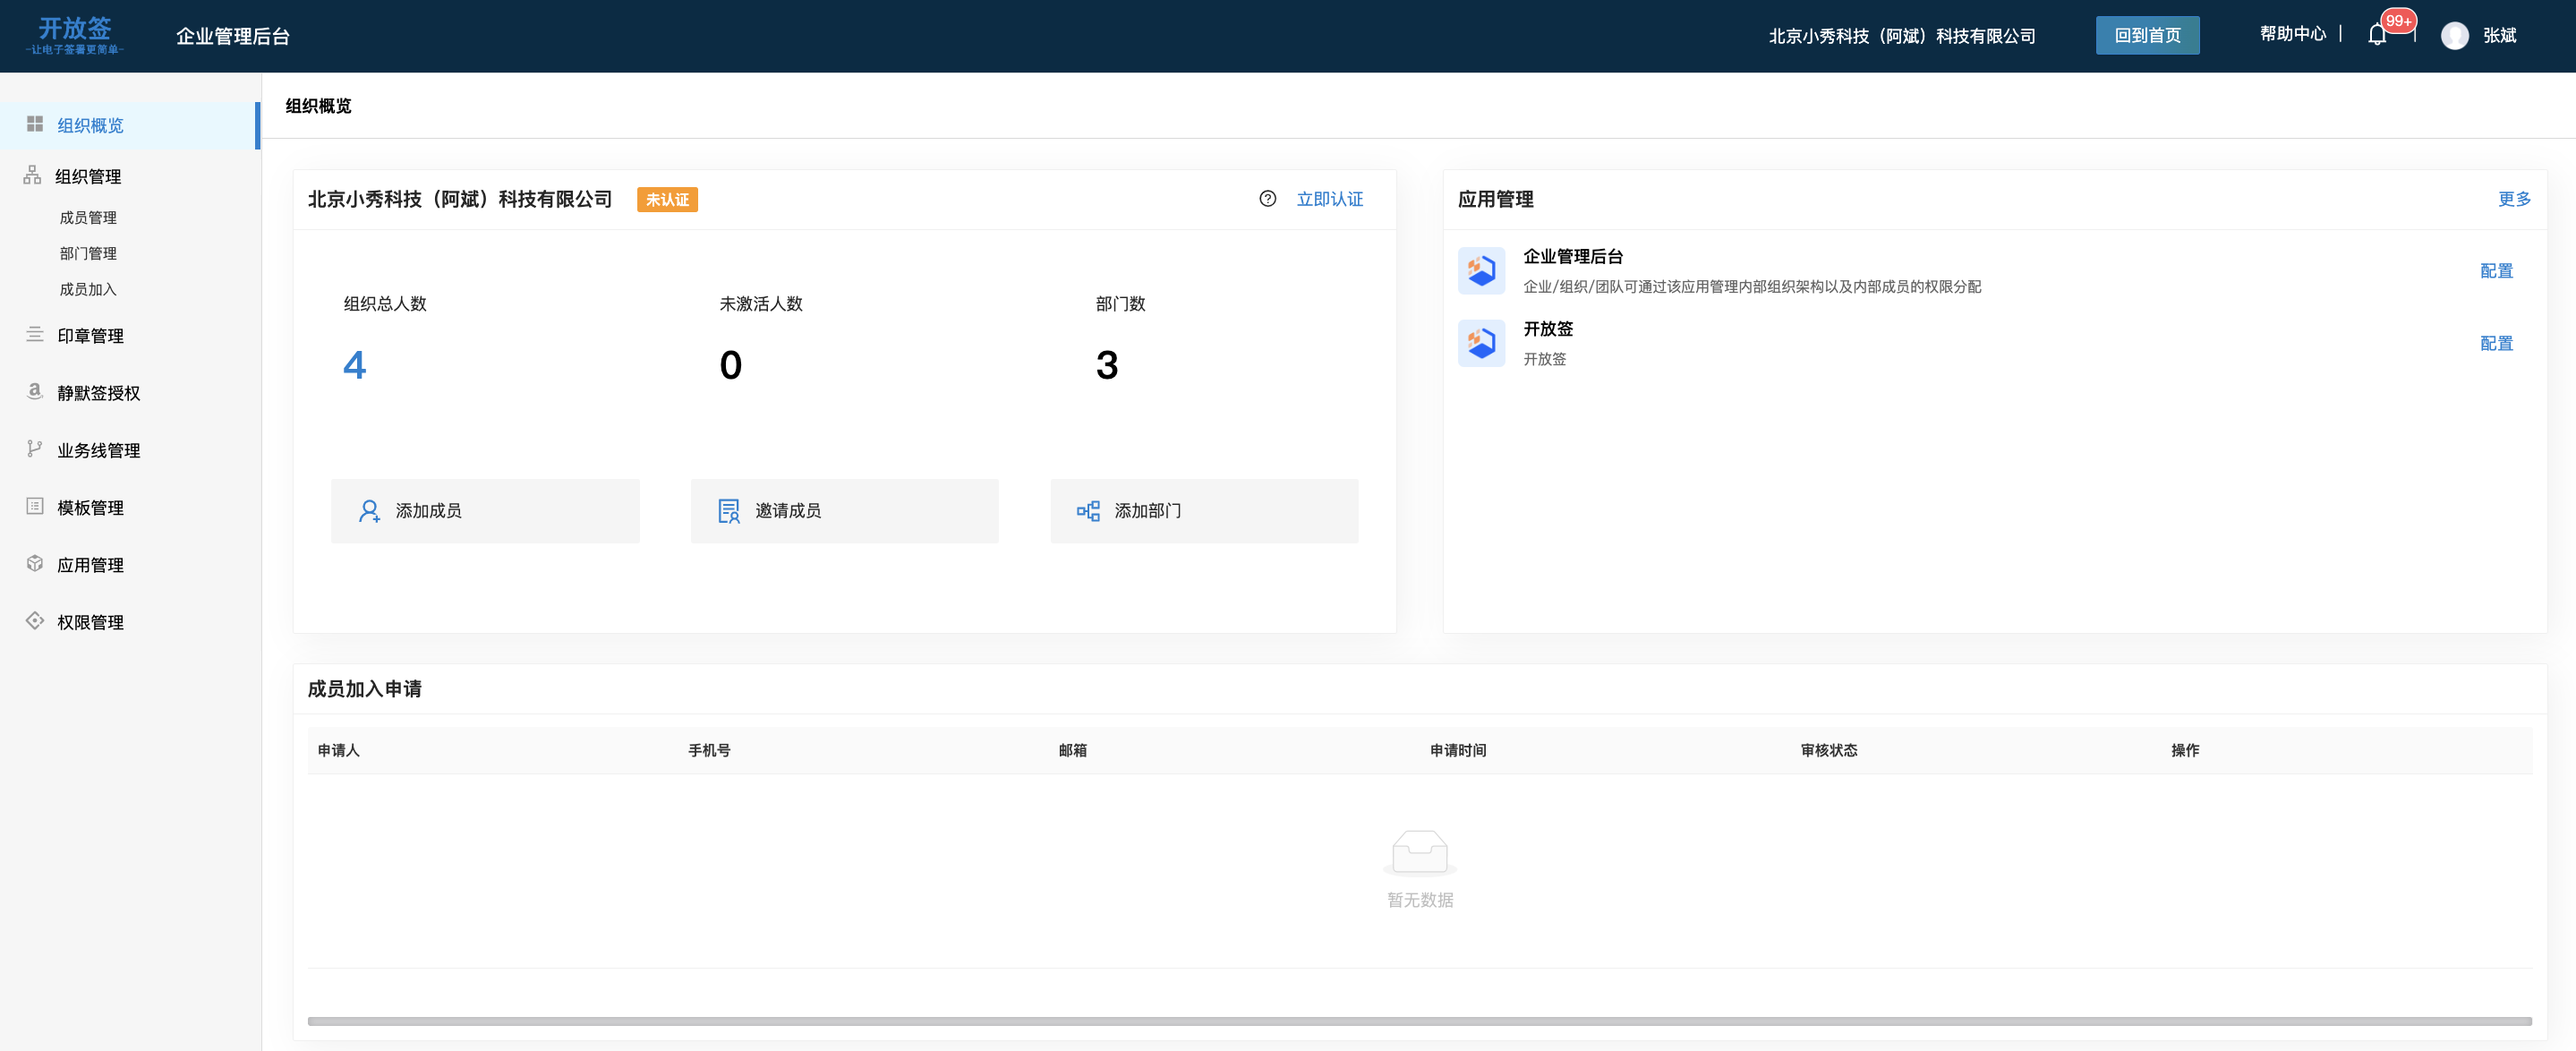 开放签
-让电子签署更简单-
企业管理后台
北京小秀科技（阿斌）科技有限公司
回到首页
帮助中心
99+
张斌
组织概览
组织管理
成员管理
部门管理
成员加入
印章管理
静默签授权
业务线管理
模板管理
应用管理
权限管理
组织概览
北京小秀科技（阿斌）科技有限公司
未认证
立即认证
组织总人数
未激活人数
部门数
4
0
3
添加成员
邀请成员
添加部门
应用管理
更多
企业管理后台
企业/组织/团队可通过该应用管理内部组织架构以及内部成员的权限分配
配置
开放签
开放签
配置
成员加入申请
申请人
手机号
邮箱
申请时间
审核状态
操作
暂无数据